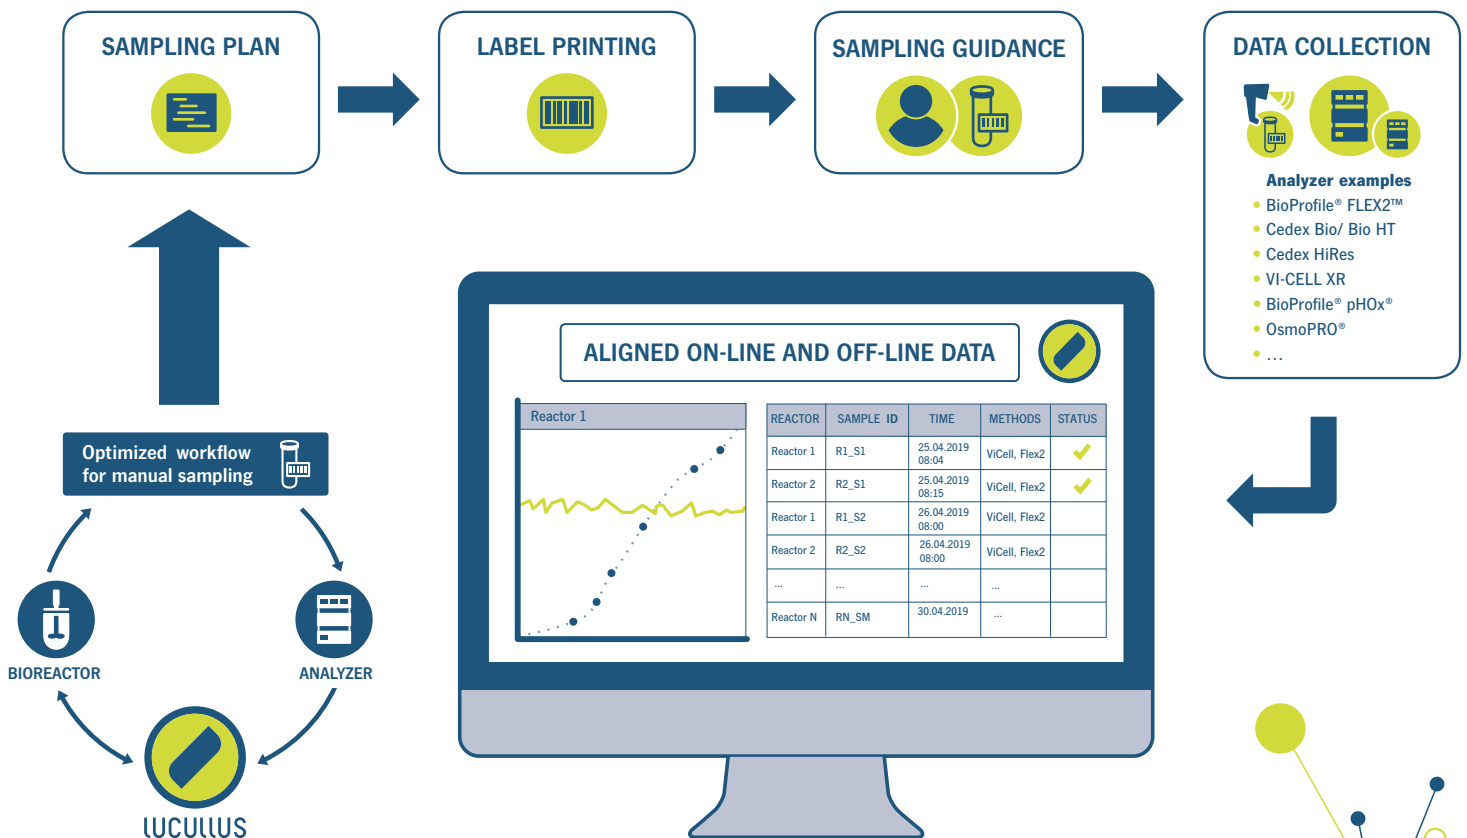 SAMPLING PLAN
LABEL PRINTING
SAMPLING GUIDANCE
DATA COLLECTION
Analyzer examples
• BioProfile® FLEX2™
• Cedex Bio/ Bio HT
• Cedex HiRes
• VI-CELL XR
• BioProfile® pHOx®
• OsmoPRO®
• ...
Optimized workflow
for manual sampling
BIOREACTOR
ANALYZER
LUCULLUS
ALIGNED ON-LINE AND OFF-LINE DATA
Reactor 1
REACTOR SAMPLE ID TIME METHODS STATUS
Reactor 1 R1_S1 25.04.2019 08:04 ViCell, Flex2
Reactor 2 R2_S1 25.04.2019 08:15 ViCell, Flex2
Reactor 1 R1_S2 26.04.2019 08:00 ViCell, Flex2
Reactor 2 R2_S2 26.04.2019 08:00 ViCell, Flex2
... ... ... ...
Reactor N RN_SM 30.04.2019 ...